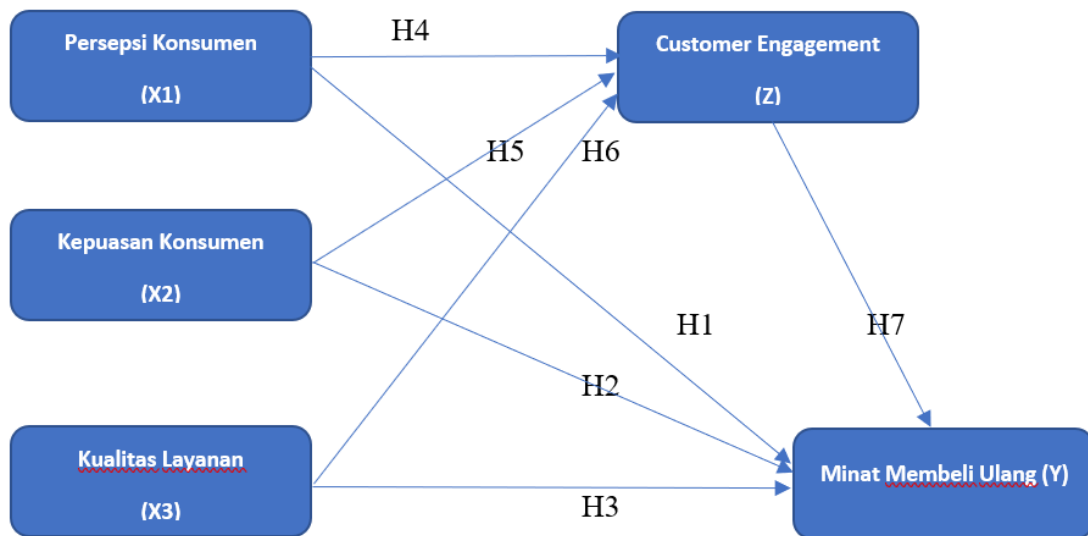 Persepsi Konsumen
(X1)
H4
Customer Engagement
(Z)
H5
H6
Kepuasan Konsumen
(X2)
H1
H7
H2
Kualitas Layanan
(X3)
H3
Minat Membeli Ulang (Y)